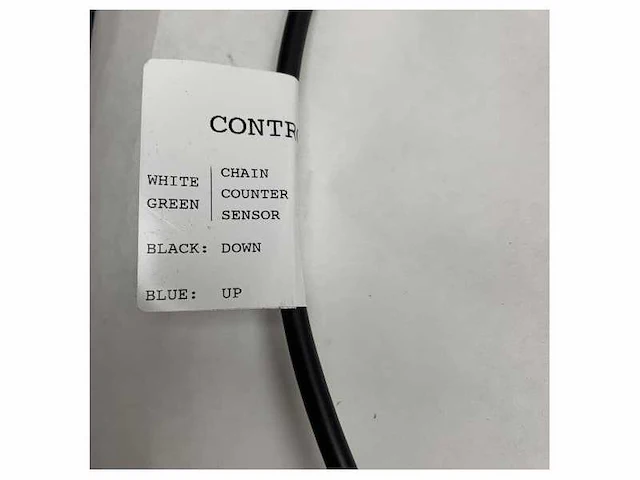 CONTR
WHITE
GREEN
CHAIN
COUNTER
SENSOR
BLACK: DOWN
BLUE: UP